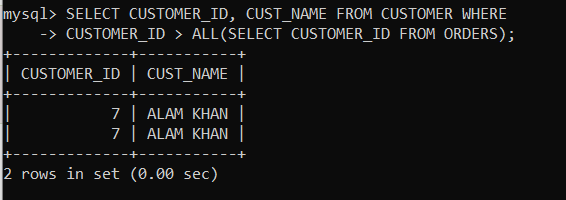 mysql> SELECT CUSTOMER_ID, CUST_NAME FROM CUSTOMER WHERE
    -> CUSTOMER_ID > ALL(SELECT CUSTOMER_ID FROM ORDERS);
+-------------+-----------+
| CUSTOMER_ID | CUST_NAME |
+-------------+-----------+
|           7 | ALAM KHAN |
|           7 | ALAM KHAN |
+-------------+-----------+
2 rows in set (0.00 sec)